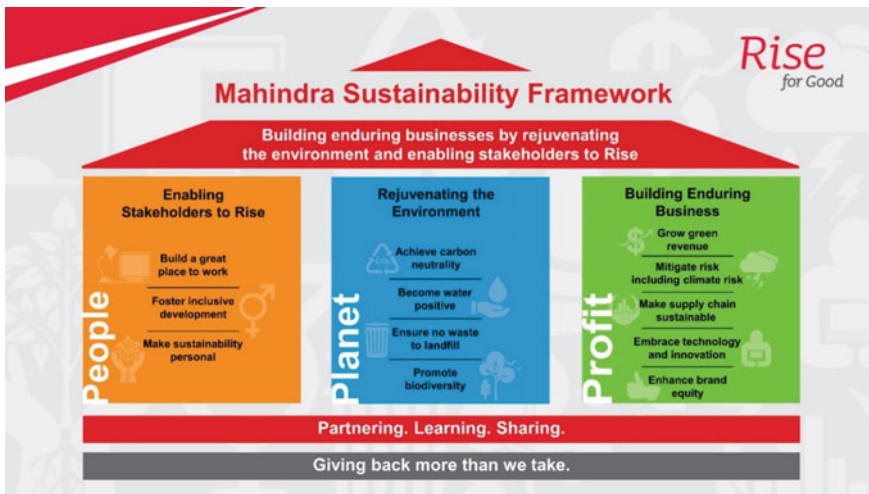 Rise
for Good
Mahindra Sustainability Framework
Building enduring businesses by rejuvenating
the environment and enabling stakeholders to Rise
People
Enabling
Stakeholders to Rise
Build a great
place to work
Foster inclusive
development
Make sustainability
personal
Planet
Rejuvenating the
Environment
CO₂
Achieve carbon
neutrality
Become water
positive
Ensure no waste
to landfill
Promote
biodiversity
Profit
Building Enduring
Business
Grow green
revenue
Mitigate risk
including climate risk
Make supply chain
sustainable
Embrace technology
and innovation
Enhance brand
equity
Partnering. Learning. Sharing.
Giving back more than we take.